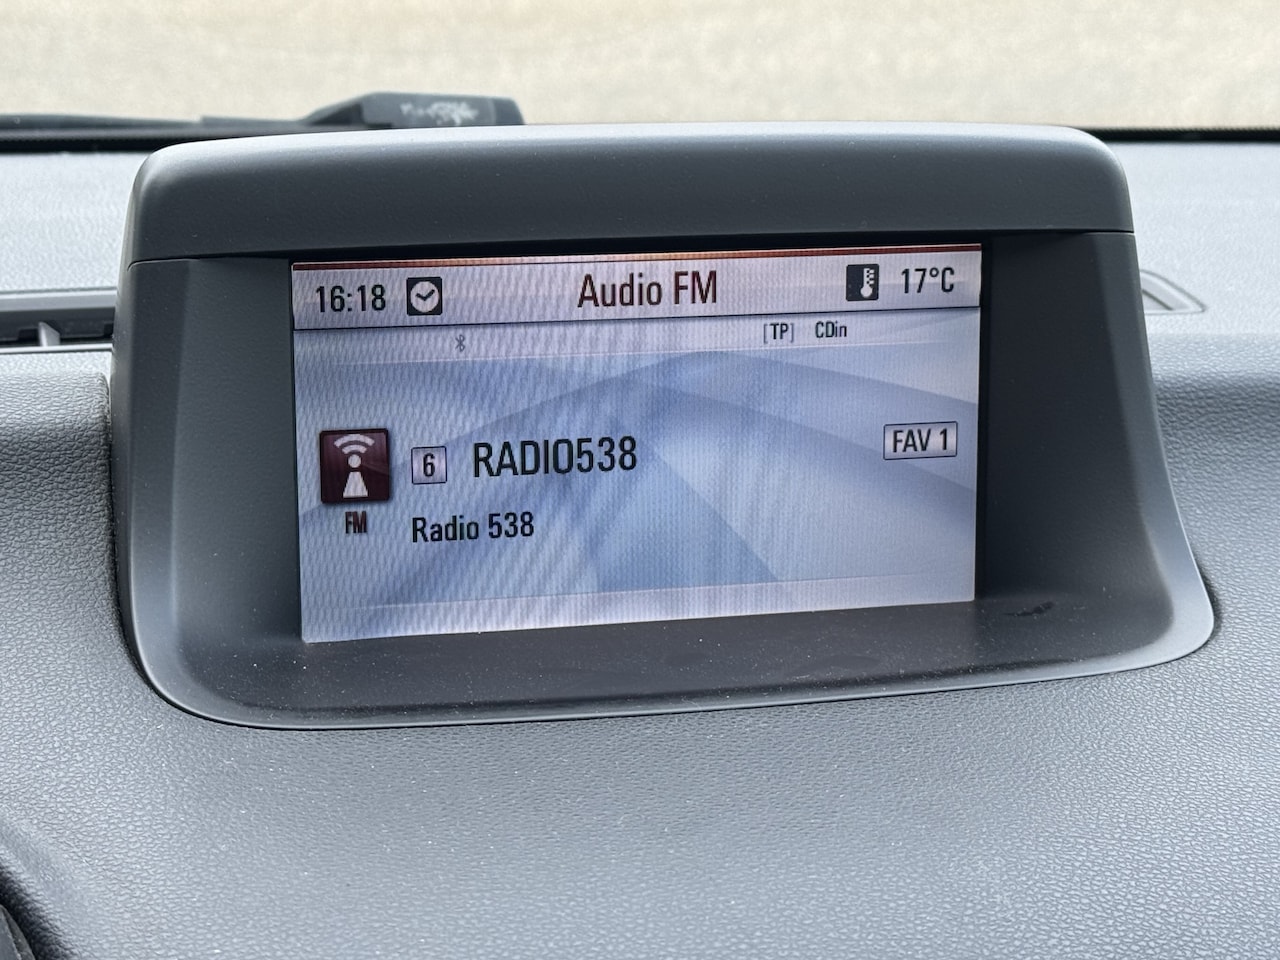 16:18 Audio FM 17°C
[TP] CDin
6 RADIO538 FAV 1
FM Radio 538